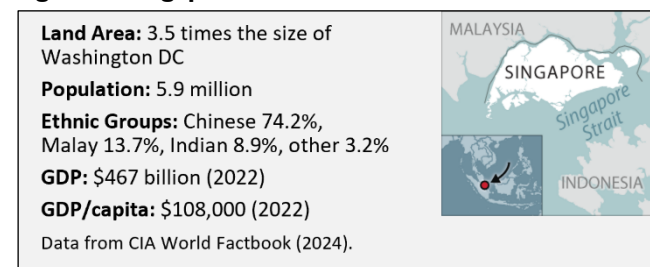 Land Area: 3.5 times the size of
Washington DC
Population: 5.9 million
Ethnic Groups: Chinese 74.2%,
Malay 13.7%, Indian 8.9%, other 3.2%
GDP: $467 billion (2022)
GDP/capita: $108,000 (2022)
Data from CIA World Factbook (2024).
MALAYSIA
SINGAPORE
Singapore
Strait
INDONESIA